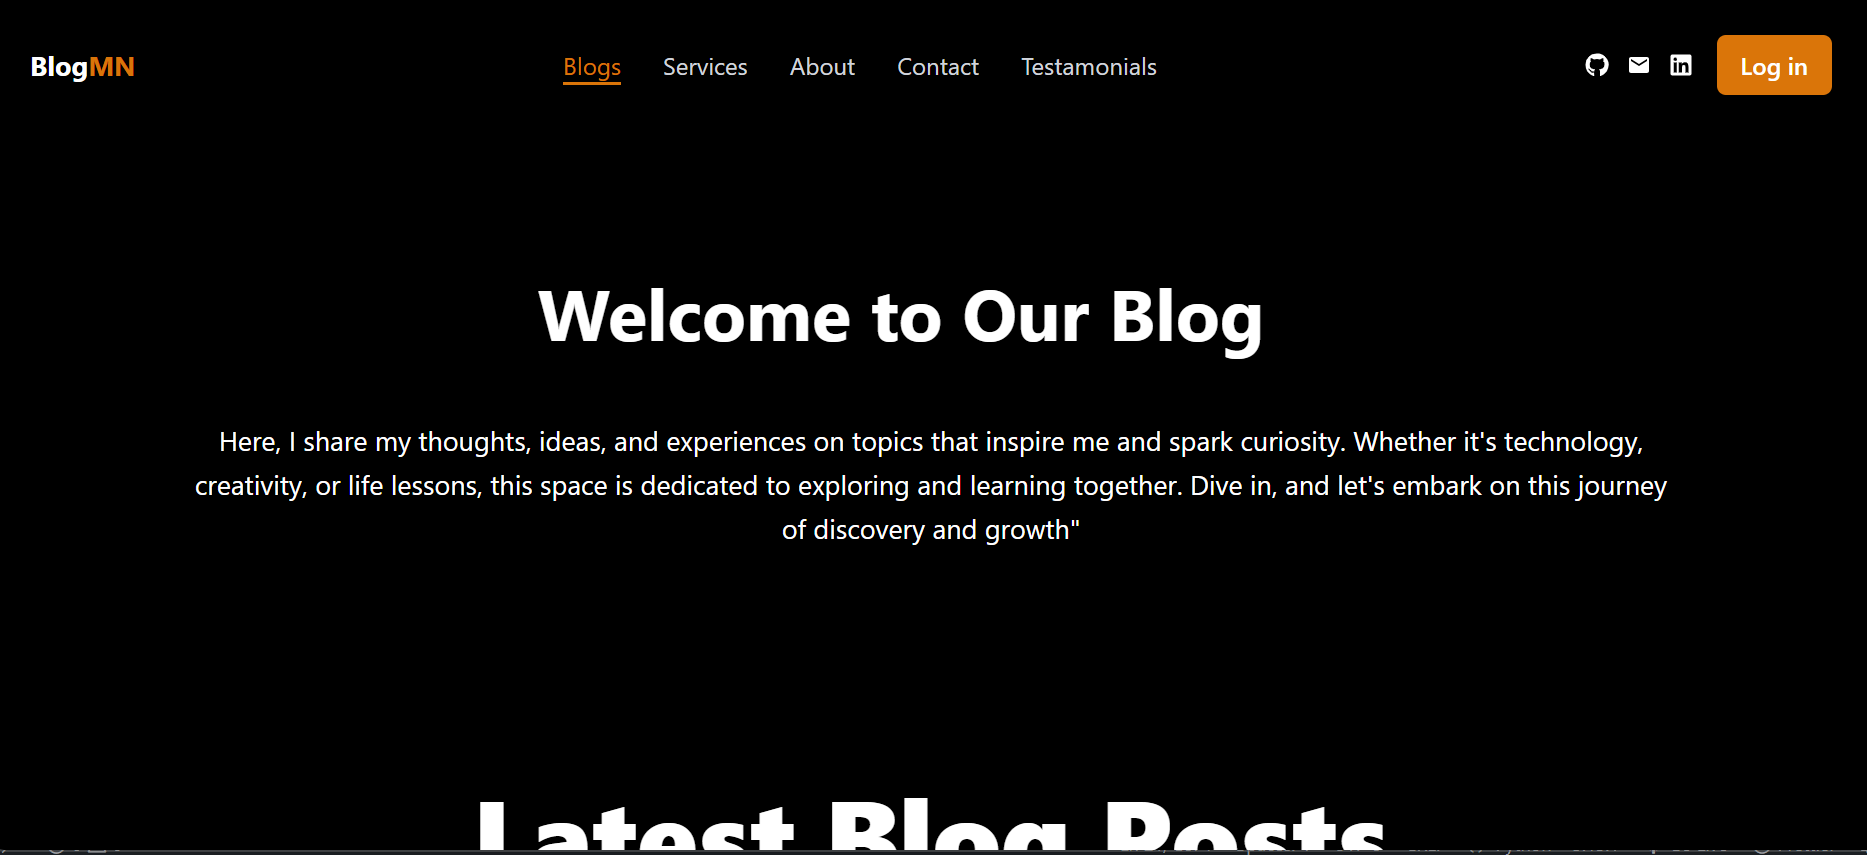 BlogMN
Blogs Services About Contact Testamonials
Log in
Welcome to Our Blog
Here, I share my thoughts, ideas, and experiences on topics that inspire me and spark curiosity. Whether it's technology,
creativity, or life lessons, this space is dedicated to exploring and learning together. Dive in, and let's embark on this journey
of discovery and growth"
Latest Blog Posts